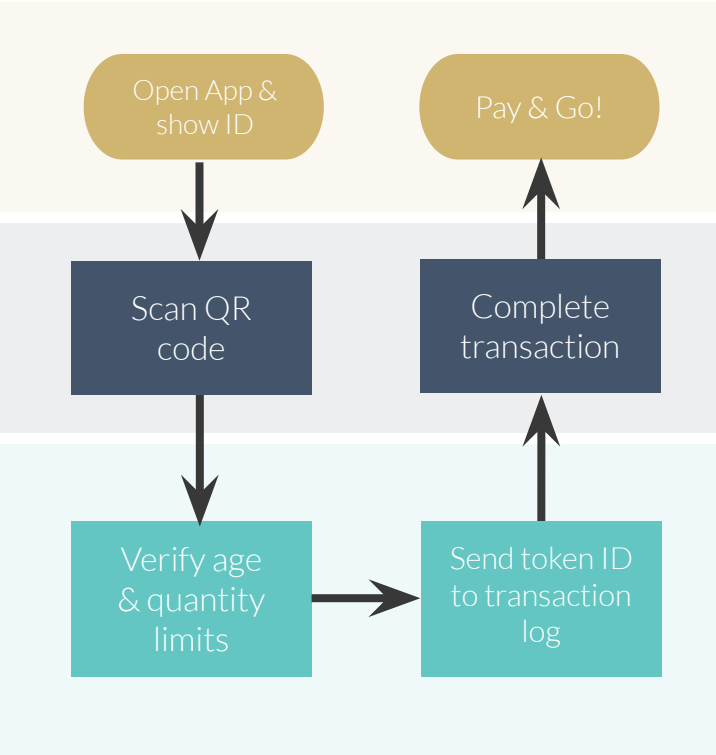 Open App &
show ID
Scan QR
code
Verify age
& quantity
limits
Send token ID
to transaction
log
Complete
transaction
Pay & Go!